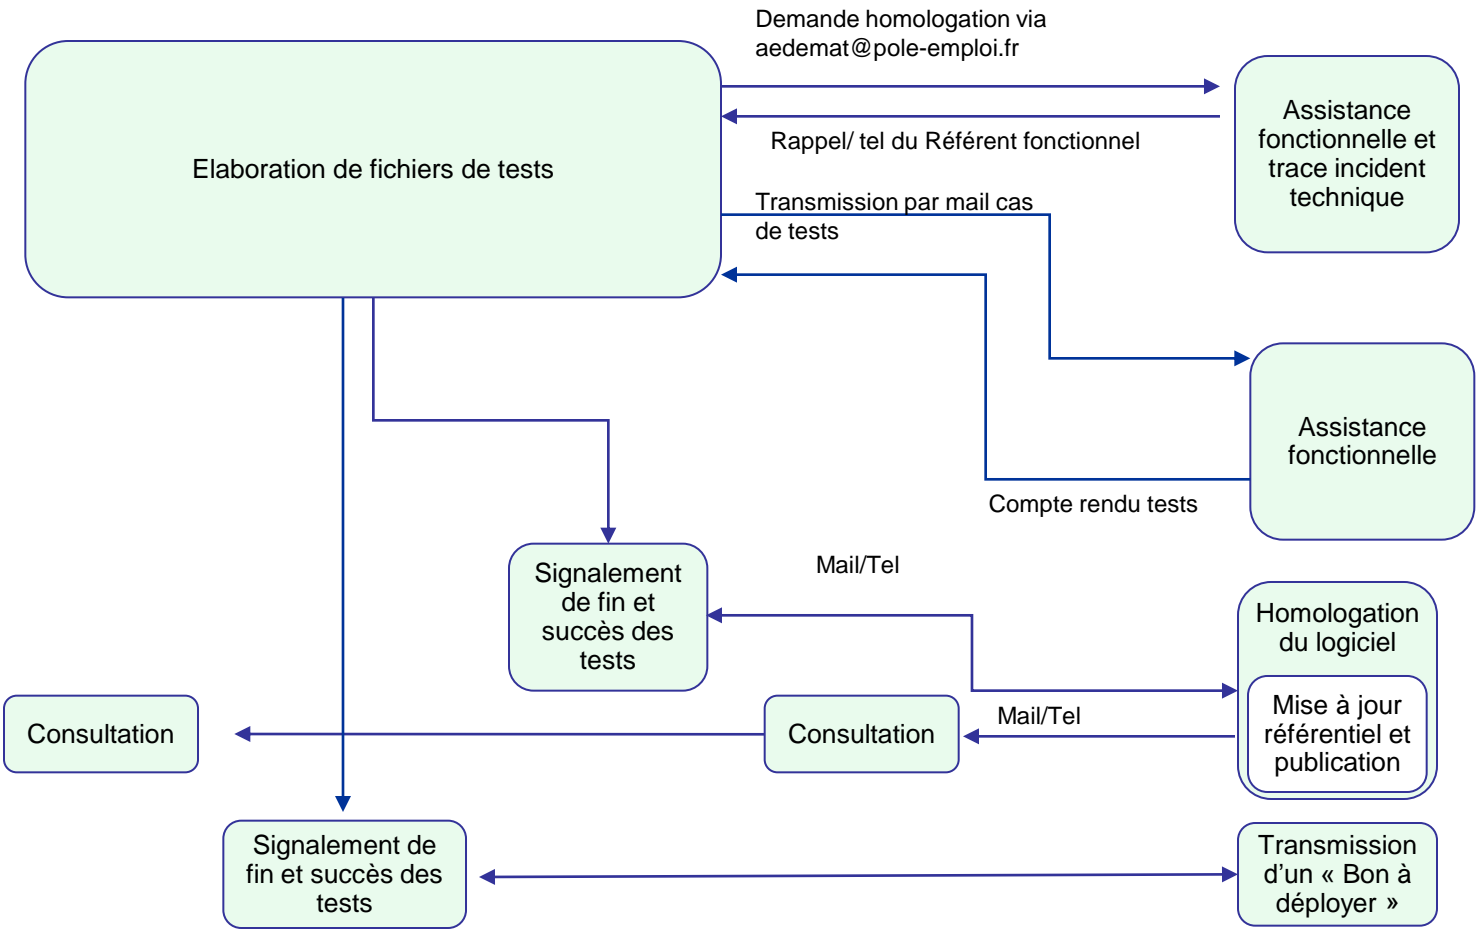 Demande homologation via
aedemat@pole-emploi.fr
Elaboration de fichiers de tests
Assistance
fonctionnelle et
trace incident
technique
Rappel/ tel du Référent fonctionnel
Transmission par mail cas
de tests
Assistance
fonctionnelle
Compte rendu tests
Signalement
de fin et
succès des
tests
Mail/Tel
Homologation
du logiciel
Mise à jour
référentiel et
publication
Consultation
Consultation
Mail/Tel
Signalement de
fin et succès des
tests
Transmission
d'un « Bon à
déployer »